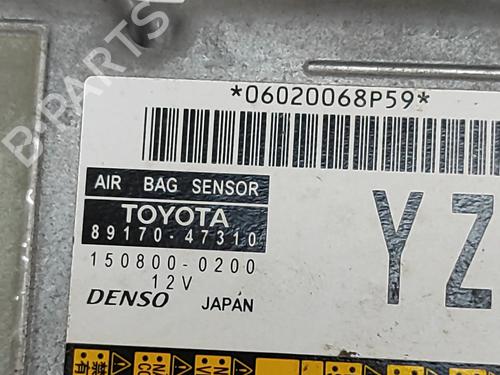 *06020068P59*
AIR BAG SENSOR
TOYOTA
89170-47310
150800-0200
12V
DENSO JAPAN
YZ
B-PARTS